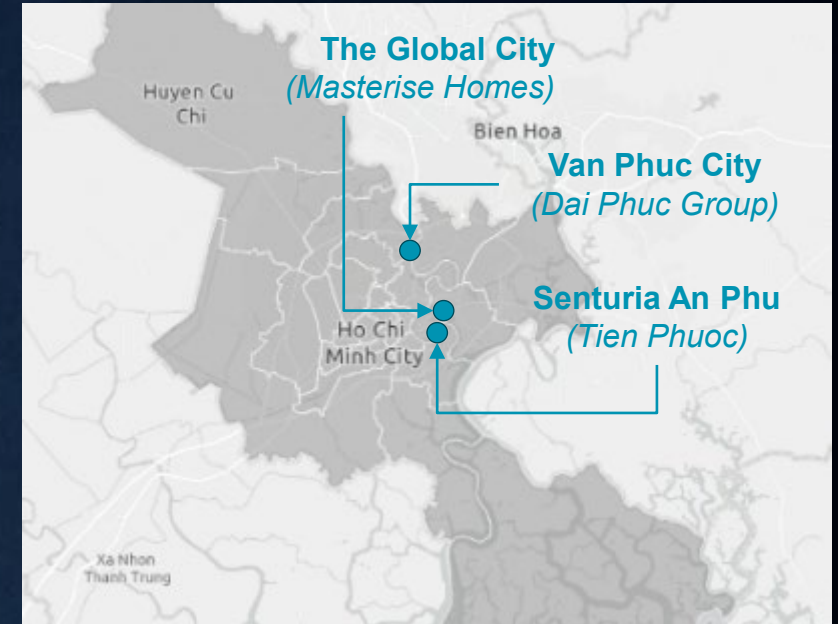 The Global City
(Masterise Homes)
Huyen Cu
Chi
Bien Hoa
Van Phuc City
(Dai Phuc Group)
Senturia An Phu
(Tien Phuoc)
Ho Chi
Minh City
Xa Nhon
Thanh Trung